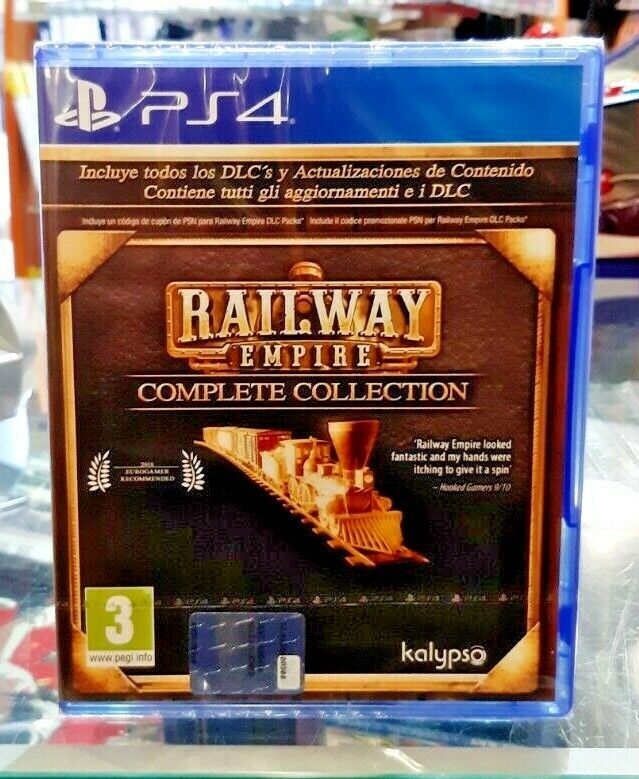 PS4
Incluye todos los DLC´s y Actualizaciones de Contenido
Contiene tutti gli aggiornamenti e i DLC
Incluye un código de cupón de PSN para Railway Empire DLC Packs* Include il codice promozionale PSN per Railway Empire DLC Packs*
RAILWAY
EMPIRE
COMPLETE COLLECTION
'Railway Empire looked
fantastic and my hands were
itching to give it a spin'
- Hooked Gamers 9/10
2018
EUROGAMER
RECOMMENDED
3
www.pegi.info
kalypso